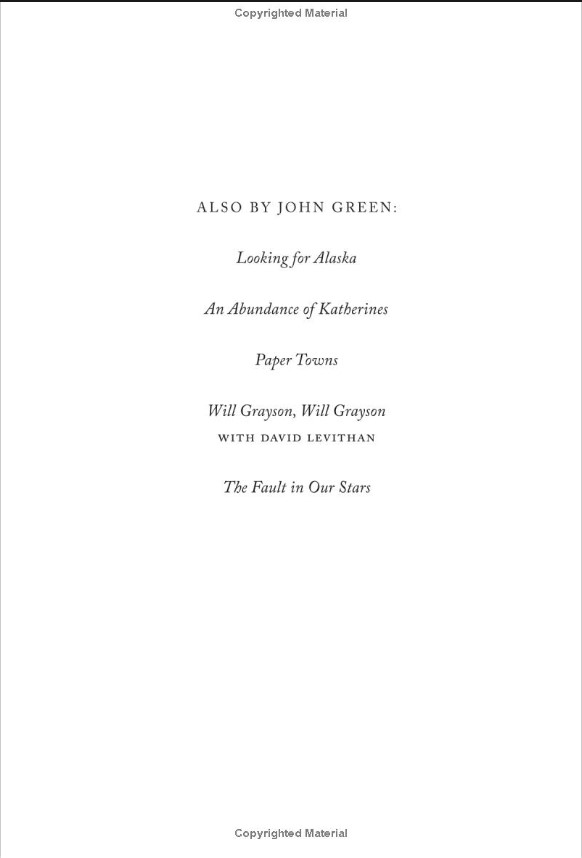 Copyrighted Material
ALSO BY JOHN GREEN:
Looking for Alaska
An Abundance of Katherines
Paper Towns
Will Grayson, Will Grayson
WITH DAVID LEVITHAN
The Fault in Our Stars
Copyrighted Material